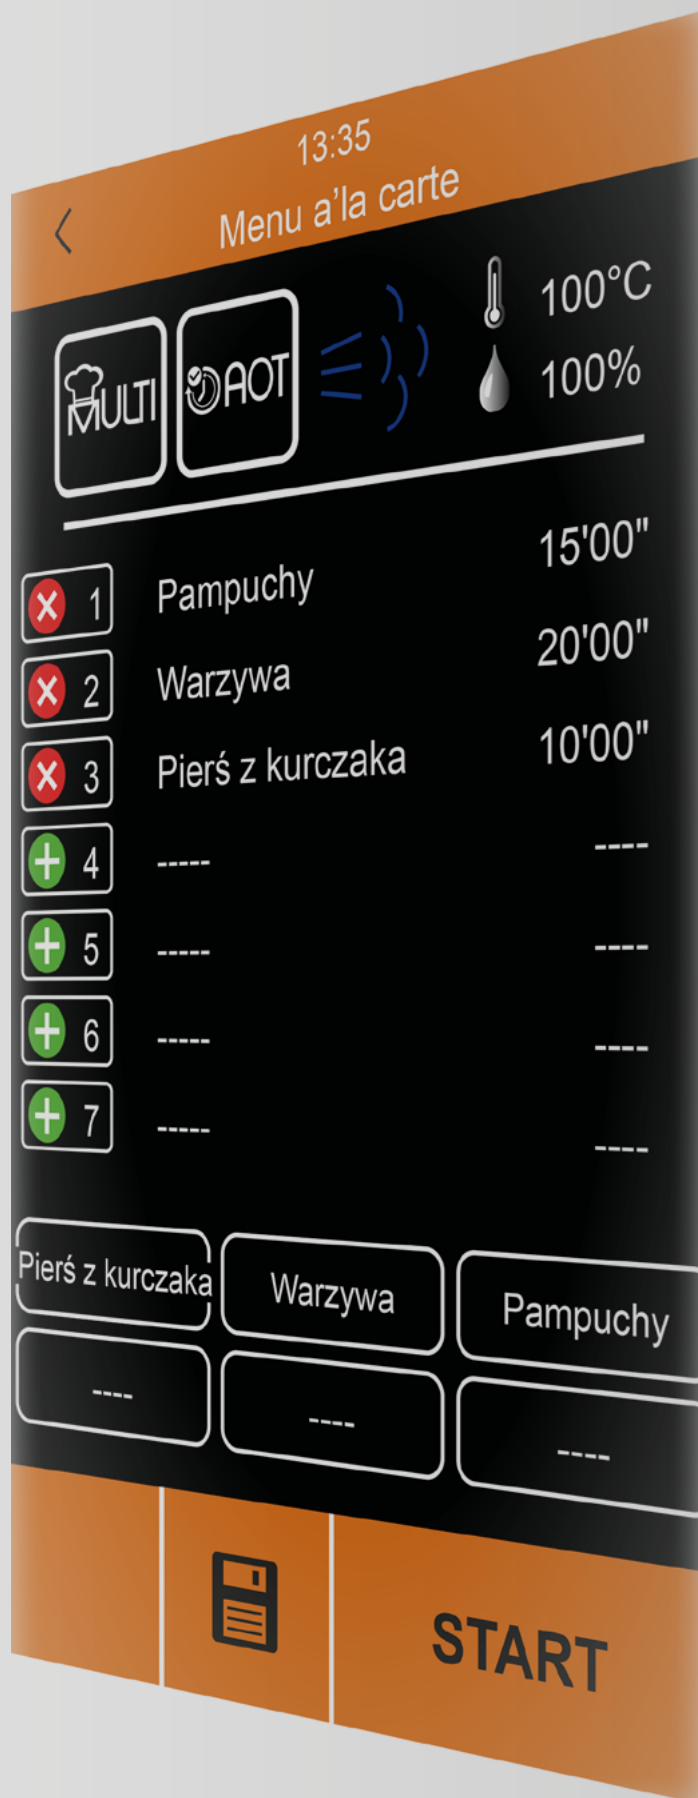 13:35
Menu a'la carte
MULTI
AOT
100°C
100%
1 Pampuchy 15'00"
2 Warzywa 20'00"
3 Pierś z kurczaka 10'00"
4 ----- ----
5 ----- ----
6 ----- ----
7 ----- ----
Pierś z kurczaka Warzywa Pampuchy
---- ---- ----
START